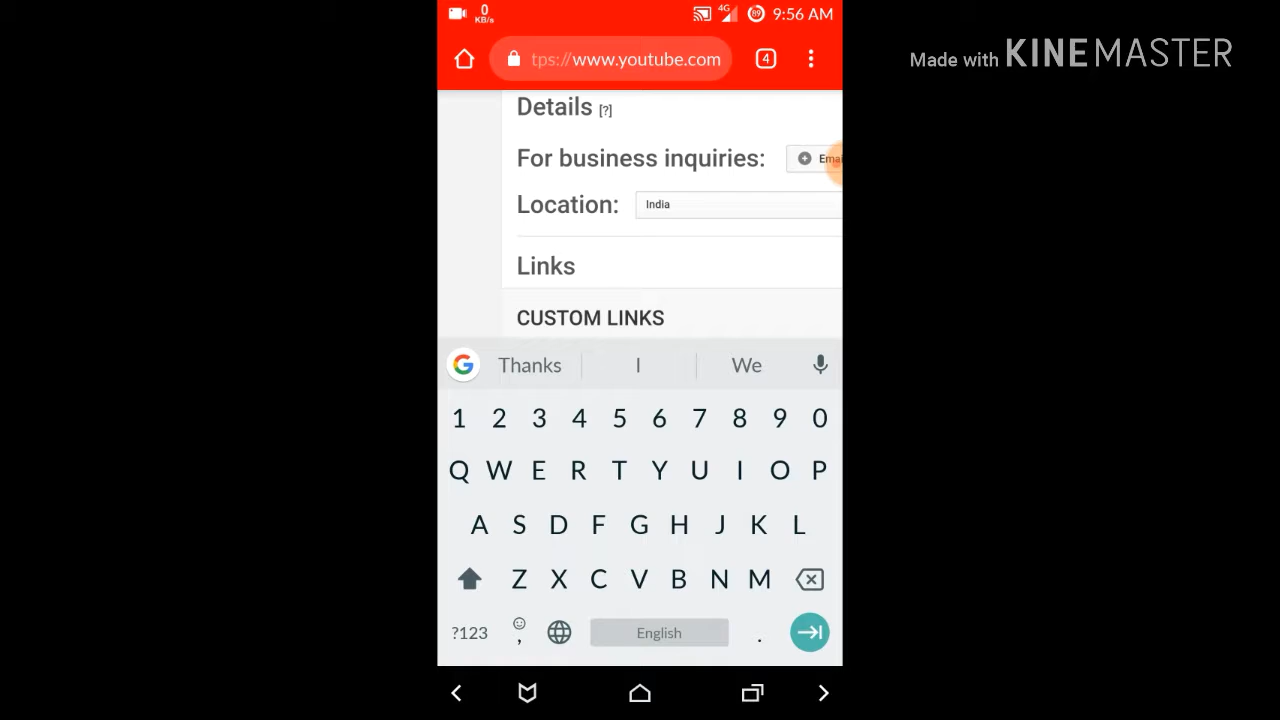 0
KB/s
4G
89
9:56 AM
Made with KINEMASTER
tps://www.youtube.com
4
Details [?]
For business inquiries:
Location:
India
Links
CUSTOM LINKS
G
Thanks
I
We
1 2 3 4 5 6 7 8 9 0
Q W E R T Y U I O P
A S D F G H J K L
Z X C V B N M
?123
,
English
.